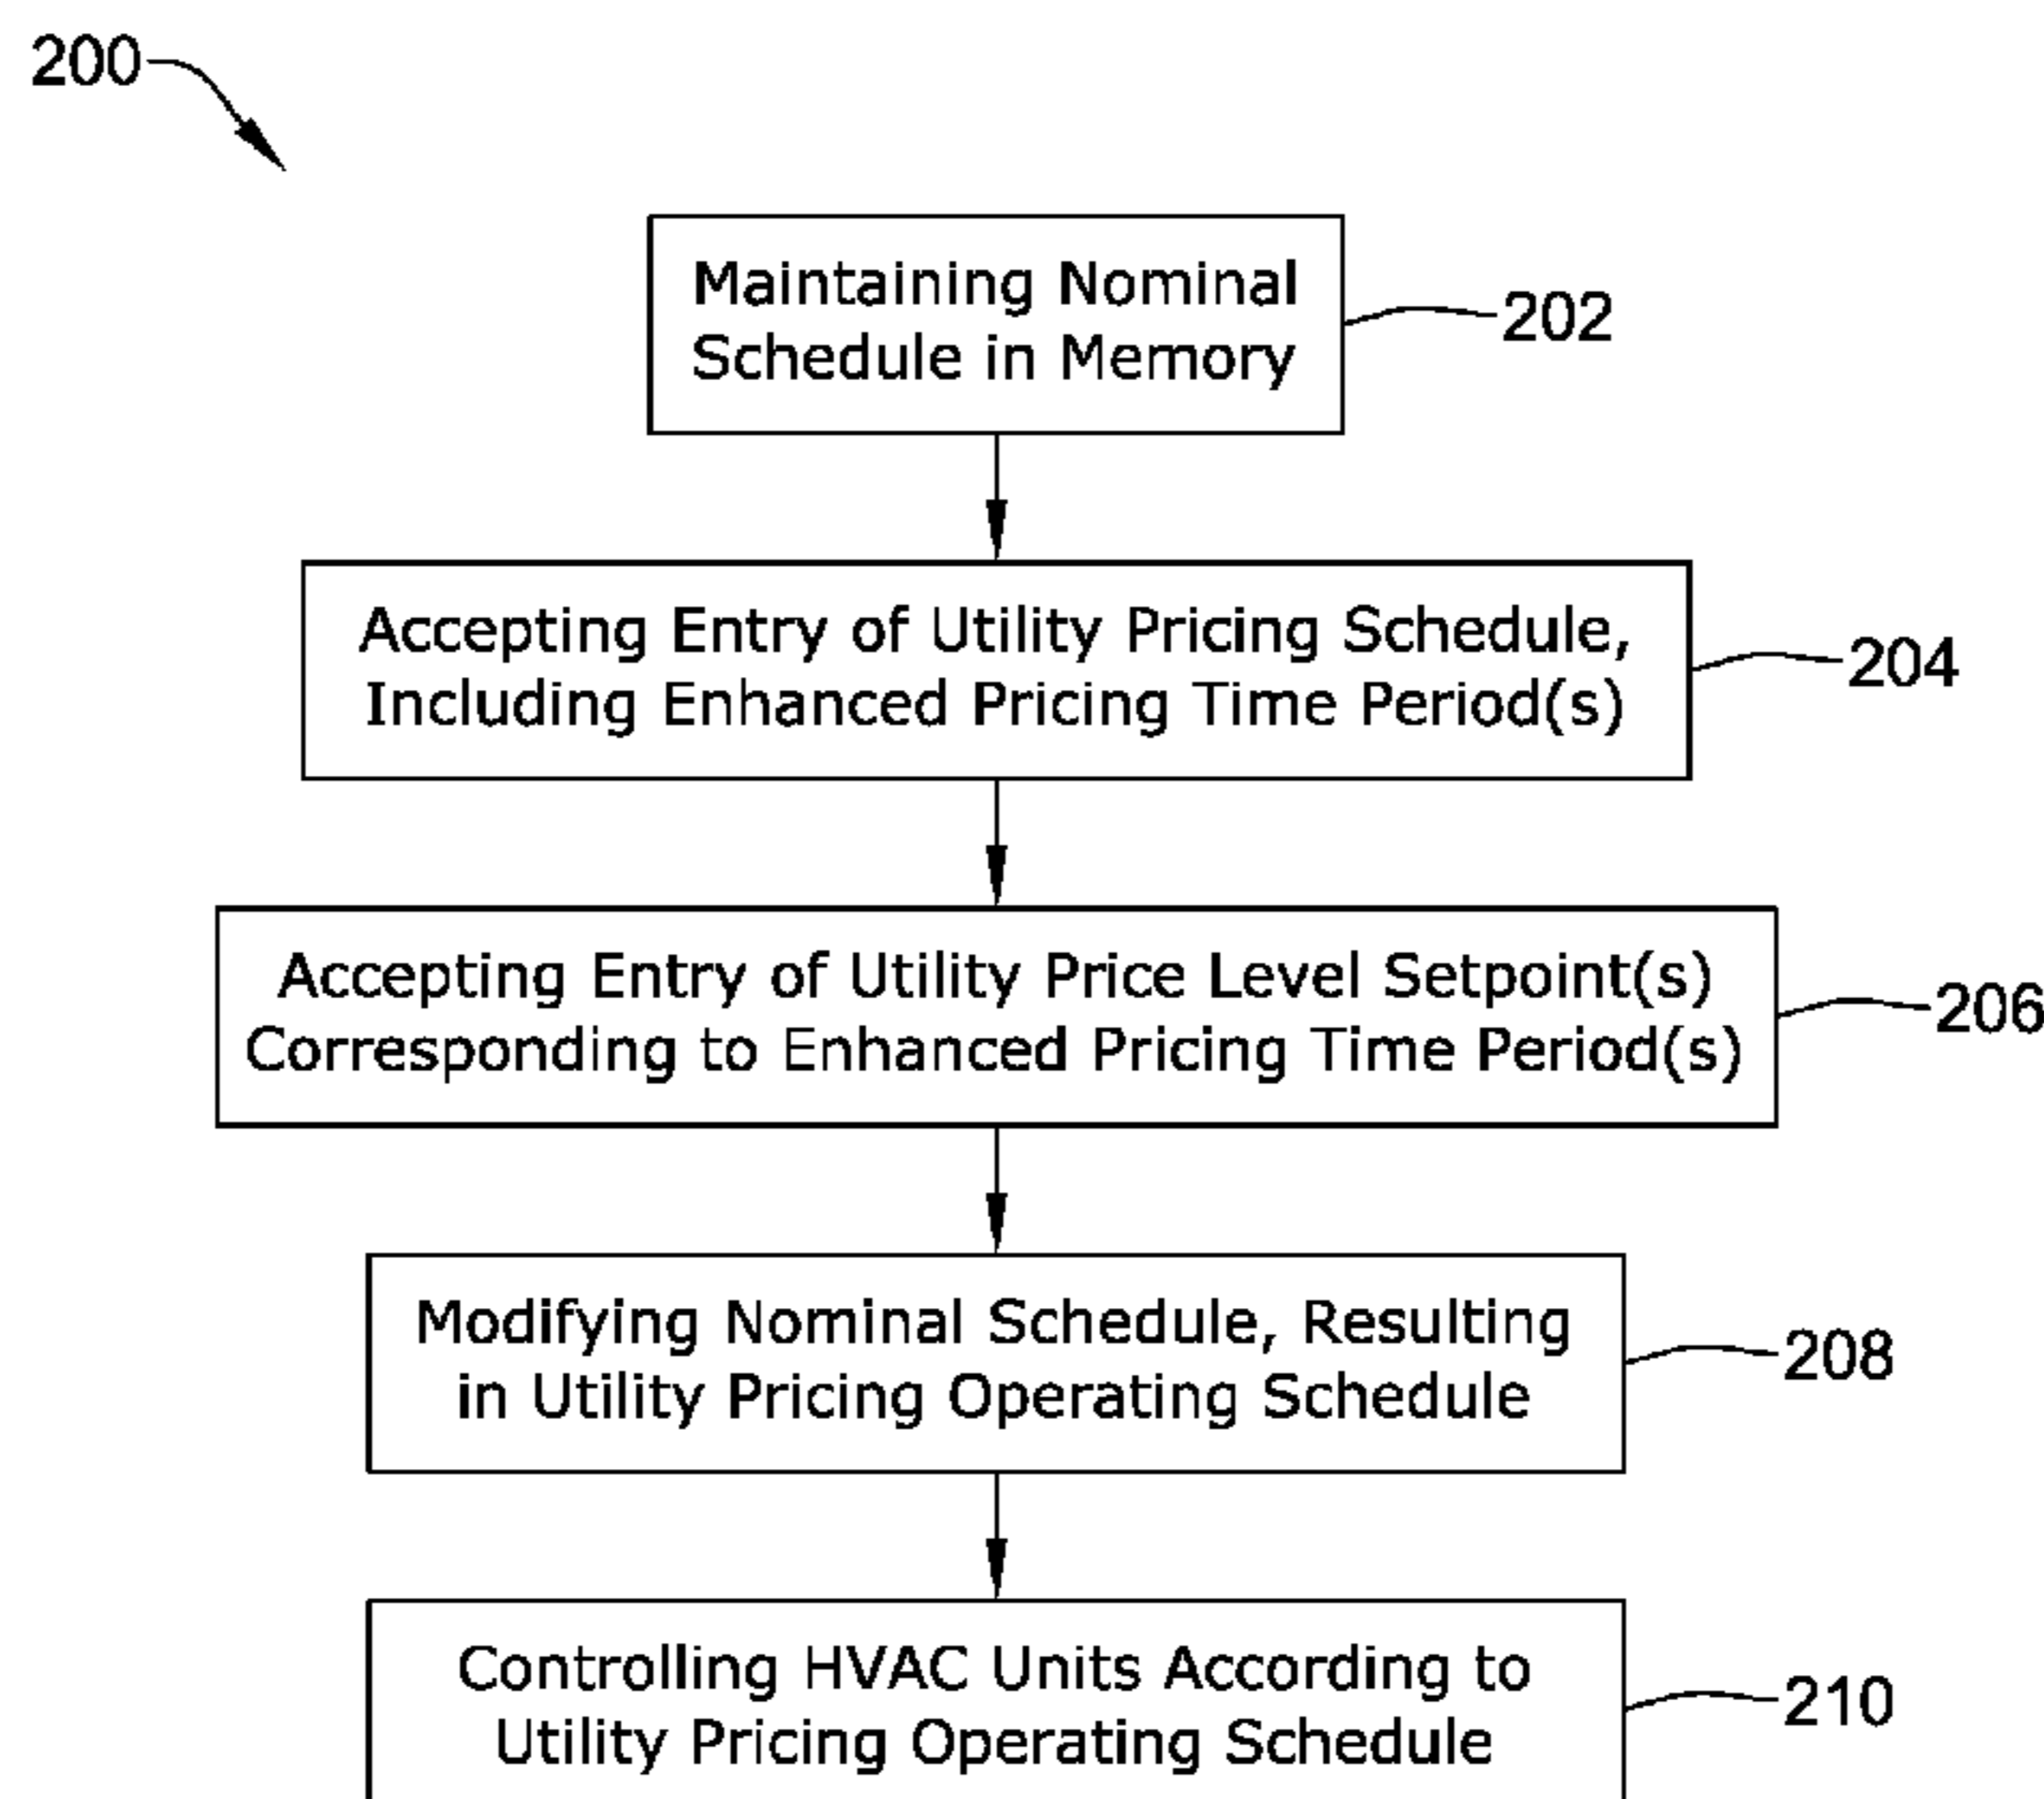 200
Maintaining Nominal
Schedule in Memory
202
Accepting Entry of Utility Pricing Schedule,
Including Enhanced Pricing Time Period(s)
204
Accepting Entry of Utility Price Level Setpoint(s)
Corresponding to Enhanced Pricing Time Period(s)
206
Modifying Nominal Schedule, Resulting
in Utility Pricing Operating Schedule
208
Controlling HVAC Units According to
Utility Pricing Operating Schedule
210